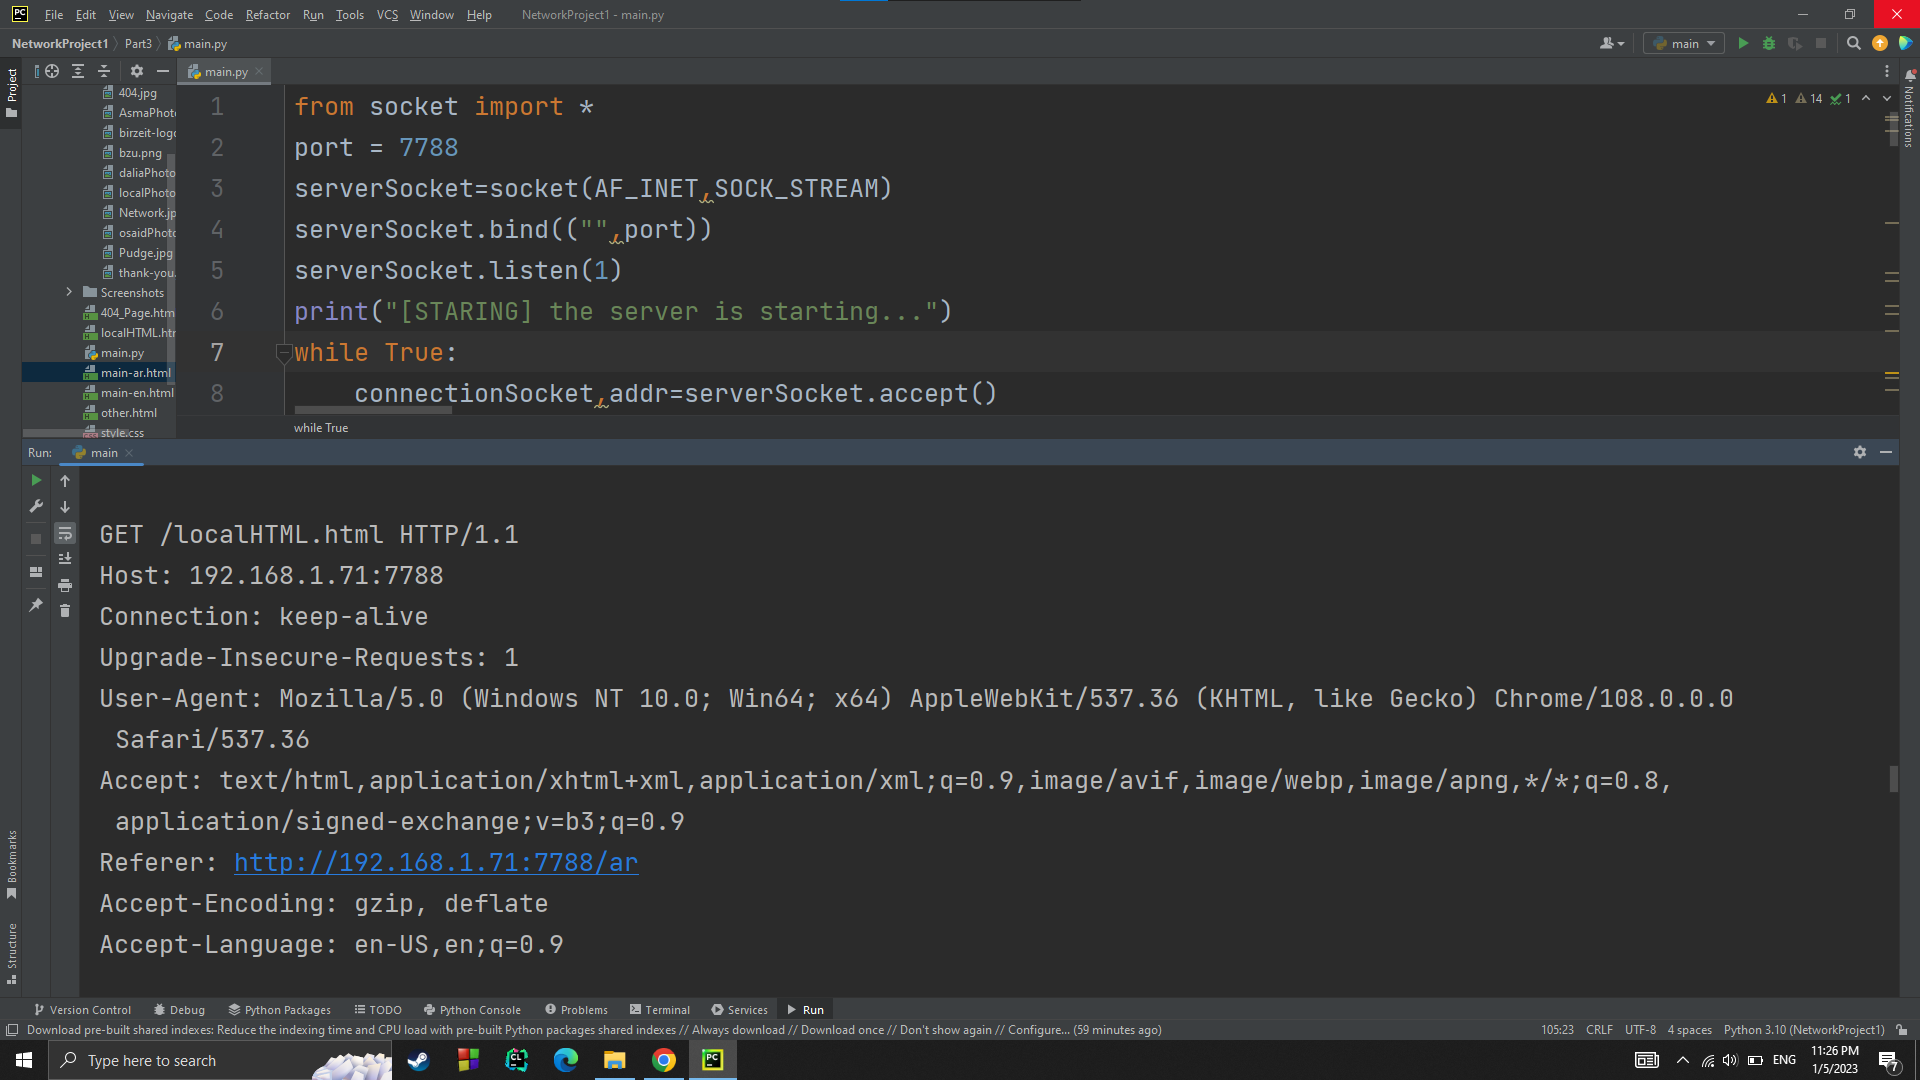 PC File Edit View Navigate Code Refactor Run Tools VCS Window Help NetworkProject1 - main.py
NetworkProject1 Part3 main.py
main
Project
main.py
404.jpg
AsmaPhoto
birzeit-logo
bzu.png
daliaPhoto
localPhoto
Network.jp
osaidPhoto
Pudge.jpg
thank-you.
Screenshots
404_Page.htm
localHTML.htm
main.py
main-ar.html
main-en.html
other.html
style.css
1 from socket import *
2 port = 7788
3 serverSocket=socket(AF_INET,SOCK_STREAM)
4 serverSocket.bind(("",port))
5 serverSocket.listen(1)
6 print("[STARING] the server is starting...")
7 while True:
8 connectionSocket,addr=serverSocket.accept()
1 14 1
Notifications
while True
Run: main
GET /localHTML.html HTTP/1.1
Host: 192.168.1.71:7788
Connection: keep-alive
Upgrade-Insecure-Requests: 1
User-Agent: Mozilla/5.0 (Windows NT 10.0; Win64; x64) AppleWebKit/537.36 (KHTML, like Gecko) Chrome/108.0.0.0
Safari/537.36
Accept: text/html,application/xhtml+xml,application/xml;q=0.9,image/avif,image/webp,image/apng,*/*;q=0.8,
application/signed-exchange;v=b3;q=0.9
Referer: http://192.168.1.71:7788/ar
Accept-Encoding: gzip, deflate
Accept-Language: en-US,en;q=0.9
Bookmarks
Structure
Version Control Debug Python Packages TODO Python Console Problems Terminal Services Run
Download pre-built shared indexes: Reduce the indexing time and CPU load with pre-built Python packages shared indexes // Always download // Download once // Don't show again // Configure... (59 minutes ago)
105:23 CRLF UTF-8 4 spaces Python 3.10 (NetworkProject1)
Type here to search
CL
PC
ENG
11:26 PM
1/5/2023
7